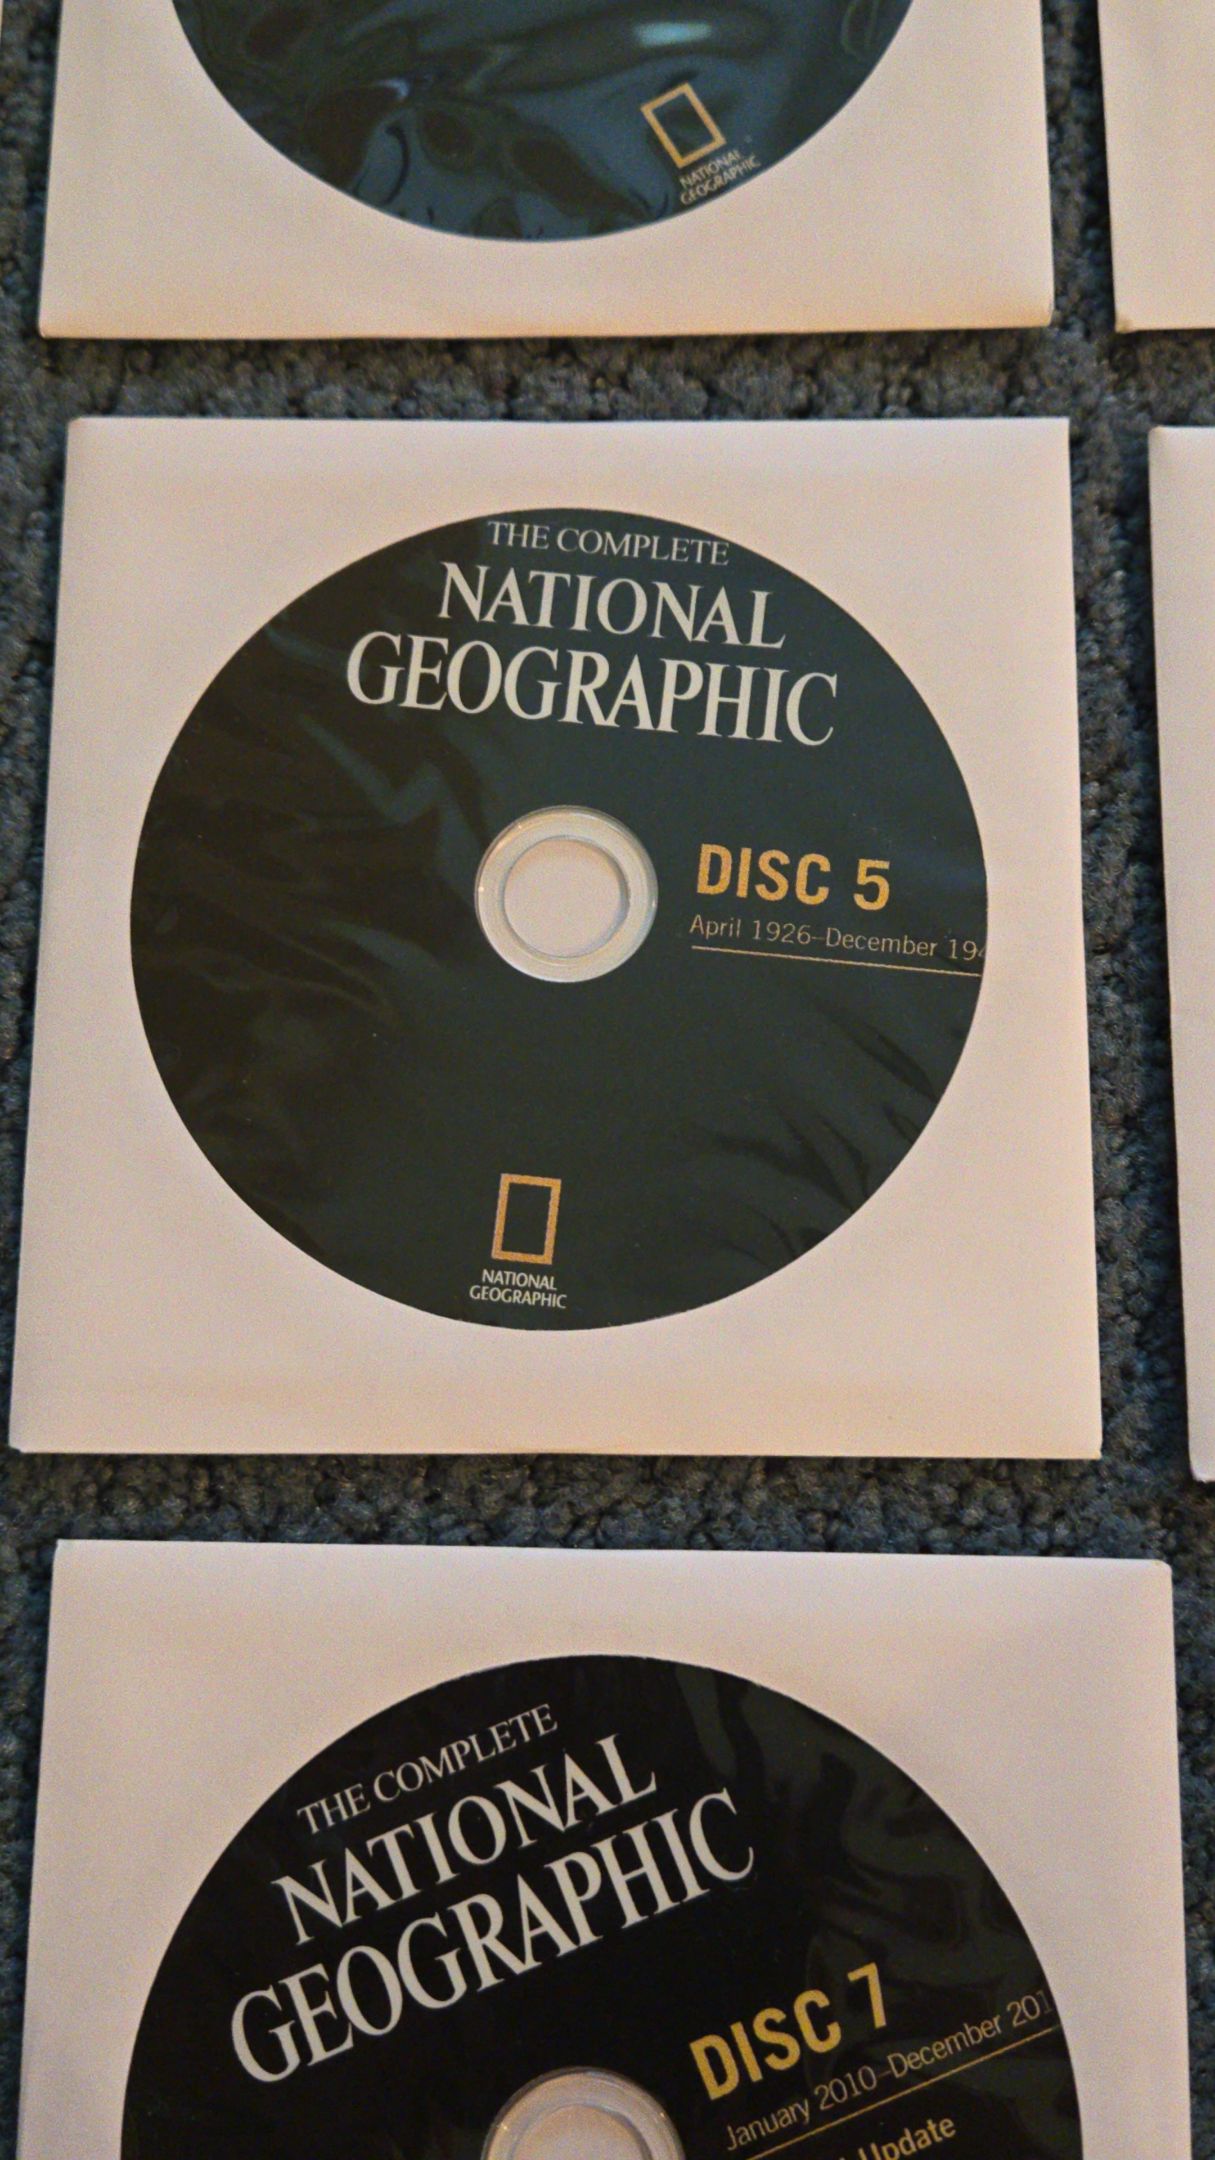 NATIONAL
GEOGRAPHIC
THE COMPLETE
NATIONAL
GEOGRAPHIC
DISC 5
April 1926–December
NATIONAL
GEOGRAPHIC
THE COMPLETE
NATIONAL
GEOGRAPHIC
DISC 7
January 2010–December
Update